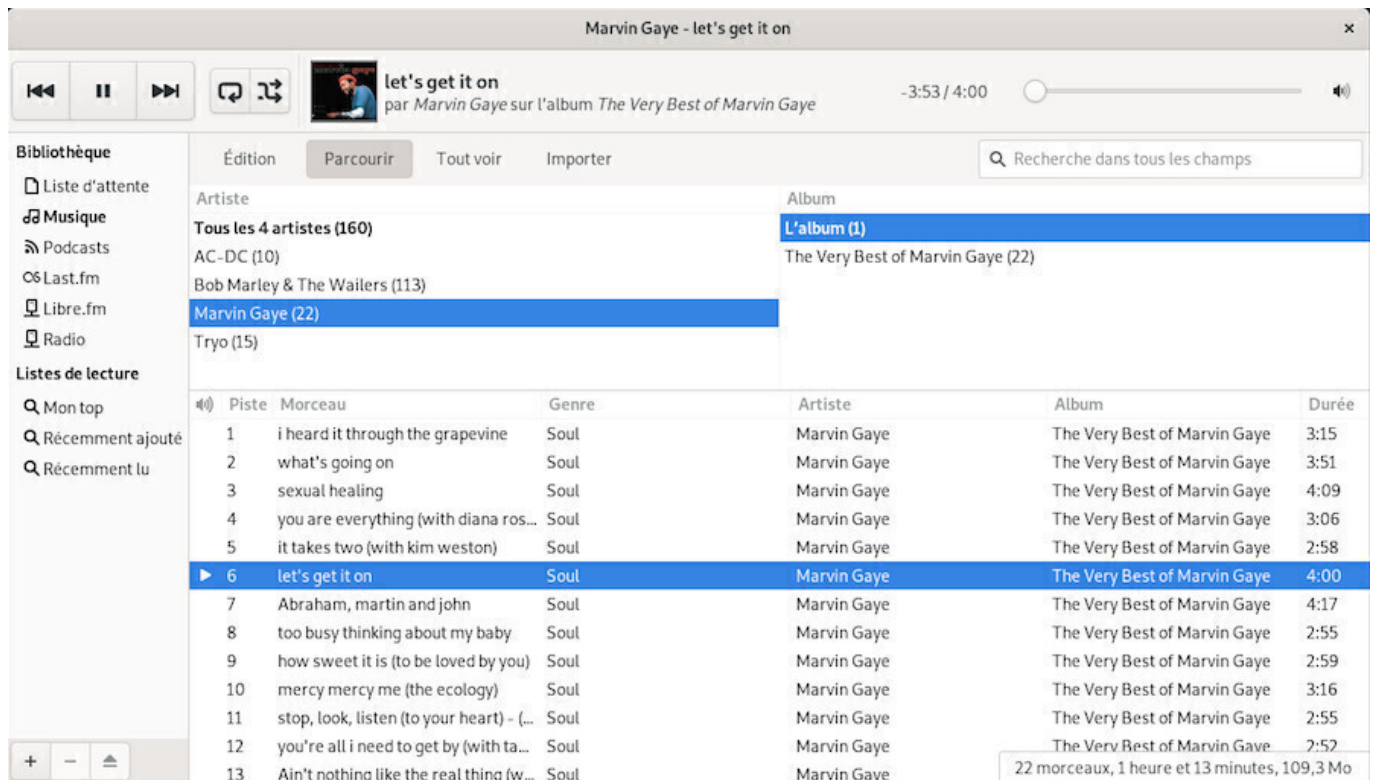 Marvin Gaye - let's get it on
let's get it on
par Marvin Gaye sur l'album The Very Best of Marvin Gaye
-3:53 / 4:00
Bibliothèque
Liste d'attente
Musique
Podcasts
Last.fm
Libre.fm
Radio
Listes de lecture
Mon top
Récemment ajouté
Récemment lu
Édition Parcourir Tout voir Importer
Recherche dans tous les champs
Artiste
Tous les 4 artistes (160)
AC-DC (10)
Bob Marley & The Wailers (113)
Marvin Gaye (22)
Tryo (15)
Album
L'album (1)
The Very Best of Marvin Gaye (22)
Piste Morceau Genre Artiste Album Durée
1 i heard it through the grapevine Soul Marvin Gaye The Very Best of Marvin Gaye 3:15
2 what's going on Soul Marvin Gaye The Very Best of Marvin Gaye 3:51
3 sexual healing Soul Marvin Gaye The Very Best of Marvin Gaye 4:09
4 you are everything (with diana ros... Soul Marvin Gaye The Very Best of Marvin Gaye 3:06
5 it takes two (with kim weston) Soul Marvin Gaye The Very Best of Marvin Gaye 2:58
6 let's get it on Soul Marvin Gaye The Very Best of Marvin Gaye 4:00
7 Abraham, martin and john Soul Marvin Gaye The Very Best of Marvin Gaye 4:17
8 too busy thinking about my baby Soul Marvin Gaye The Very Best of Marvin Gaye 2:55
9 how sweet it is (to be loved by you) Soul Marvin Gaye The Very Best of Marvin Gaye 2:59
10 mercy mercy me (the ecology) Soul Marvin Gaye The Very Best of Marvin Gaye 3:16
11 stop, look, listen (to your heart) - (... Soul Marvin Gaye The Very Best of Marvin Gaye 2:55
12 you're all i need to get by (with ta... Soul Marvin Gaye The Very Best of Marvin Gaye 2:52
13 Ain't nothing like the real thing (w... Soul Marvin Gaye
22 morceaux, 1 heure et 13 minutes, 109,3 Mo